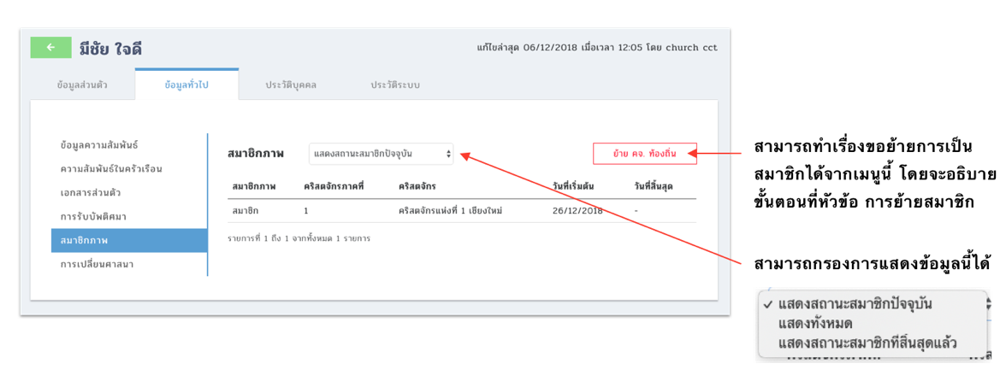 มีชัย ใจดี
แก้ไขล่าสุด 06/12/2018 เมื่อเวลา 12:05 โดย church cct
ข้อมูลส่วนตัว
ข้อมูลทั่วไป
ประวัติบุคคล
ประวัติระบบ
ข้อมูลความสัมพันธ์
ความสัมพันธ์ในครัวเรือน
เอกสารส่วนตัว
การรับบัพติศมา
สมาชิกภาพ
การเปลี่ยนศาสนา
สมาชิกภาพ
แสดงสถานะสมาชิกปัจจุบัน
ย้าย คจ. ท้องถิ่น
สมาชิกภาพ คริสตจักรภาคที่ คริสตจักร วันที่เริ่มต้น วันที่สิ้นสุด
สมาชิก 1 คริสตจักรแห่งที่ 1 เชียงใหม่ 26/12/2018 -
รายการที่ 1 ถึง 1 จากทั้งหมด 1 รายการ
สามารถทำเรื่องขอย้ายการเป็น
สมาชิกได้จากเมนูนี้ โดยจะอธิบาย
ขั้นตอนที่หัวข้อ การย้ายสมาชิก
สามารถกรองการแสดงข้อมูลนี้ได้
✓ แสดงสถานะสมาชิกปัจจุบัน
แสดงทั้งหมด
แสดงสถานะสมาชิกที่สิ้นสุดแล้ว